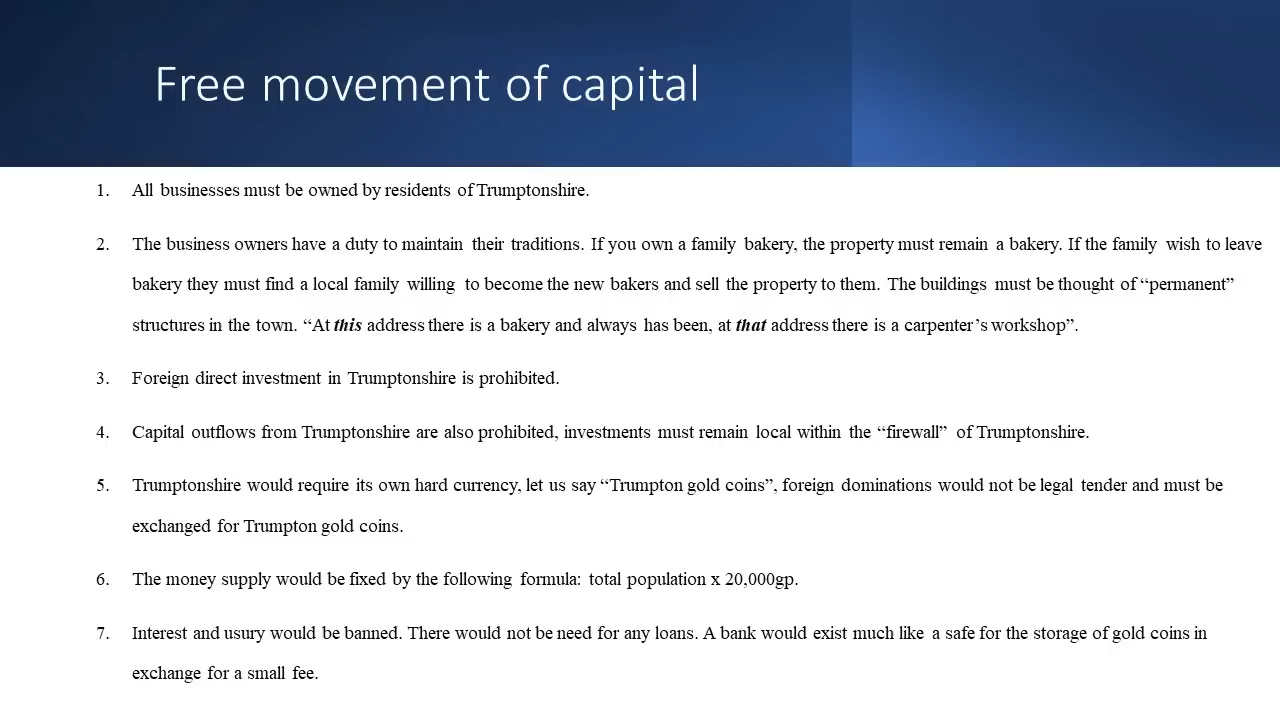 Free movement of capital
1. All businesses must be owned by residents of Trumptonshire.
2. The business owners have a duty to maintain their traditions. If you own a family bakery, the property must remain a bakery. If the family wish to leave
bakery they must find a local family willing to become the new bakers and sell the property to them. The buildings must be thought of “permanent”
structures in the town. “At this address there is a bakery and always has been, at that address there is a carpenter’s workshop”.
3. Foreign direct investment in Trumptonshire is prohibited.
4. Capital outflows from Trumptonshire are also prohibited, investments must remain local within the “firewall” of Trumptonshire.
5. Trumptonshire would require its own hard currency, let us say “Trumpton gold coins”, foreign dominations would not be legal tender and must be
exchanged for Trumpton gold coins.
6. The money supply would be fixed by the following formula: total population x 20,000gp.
7. Interest and usury would be banned. There would not be need for any loans. A bank would exist much like a safe for the storage of gold coins in
exchange for a small fee.